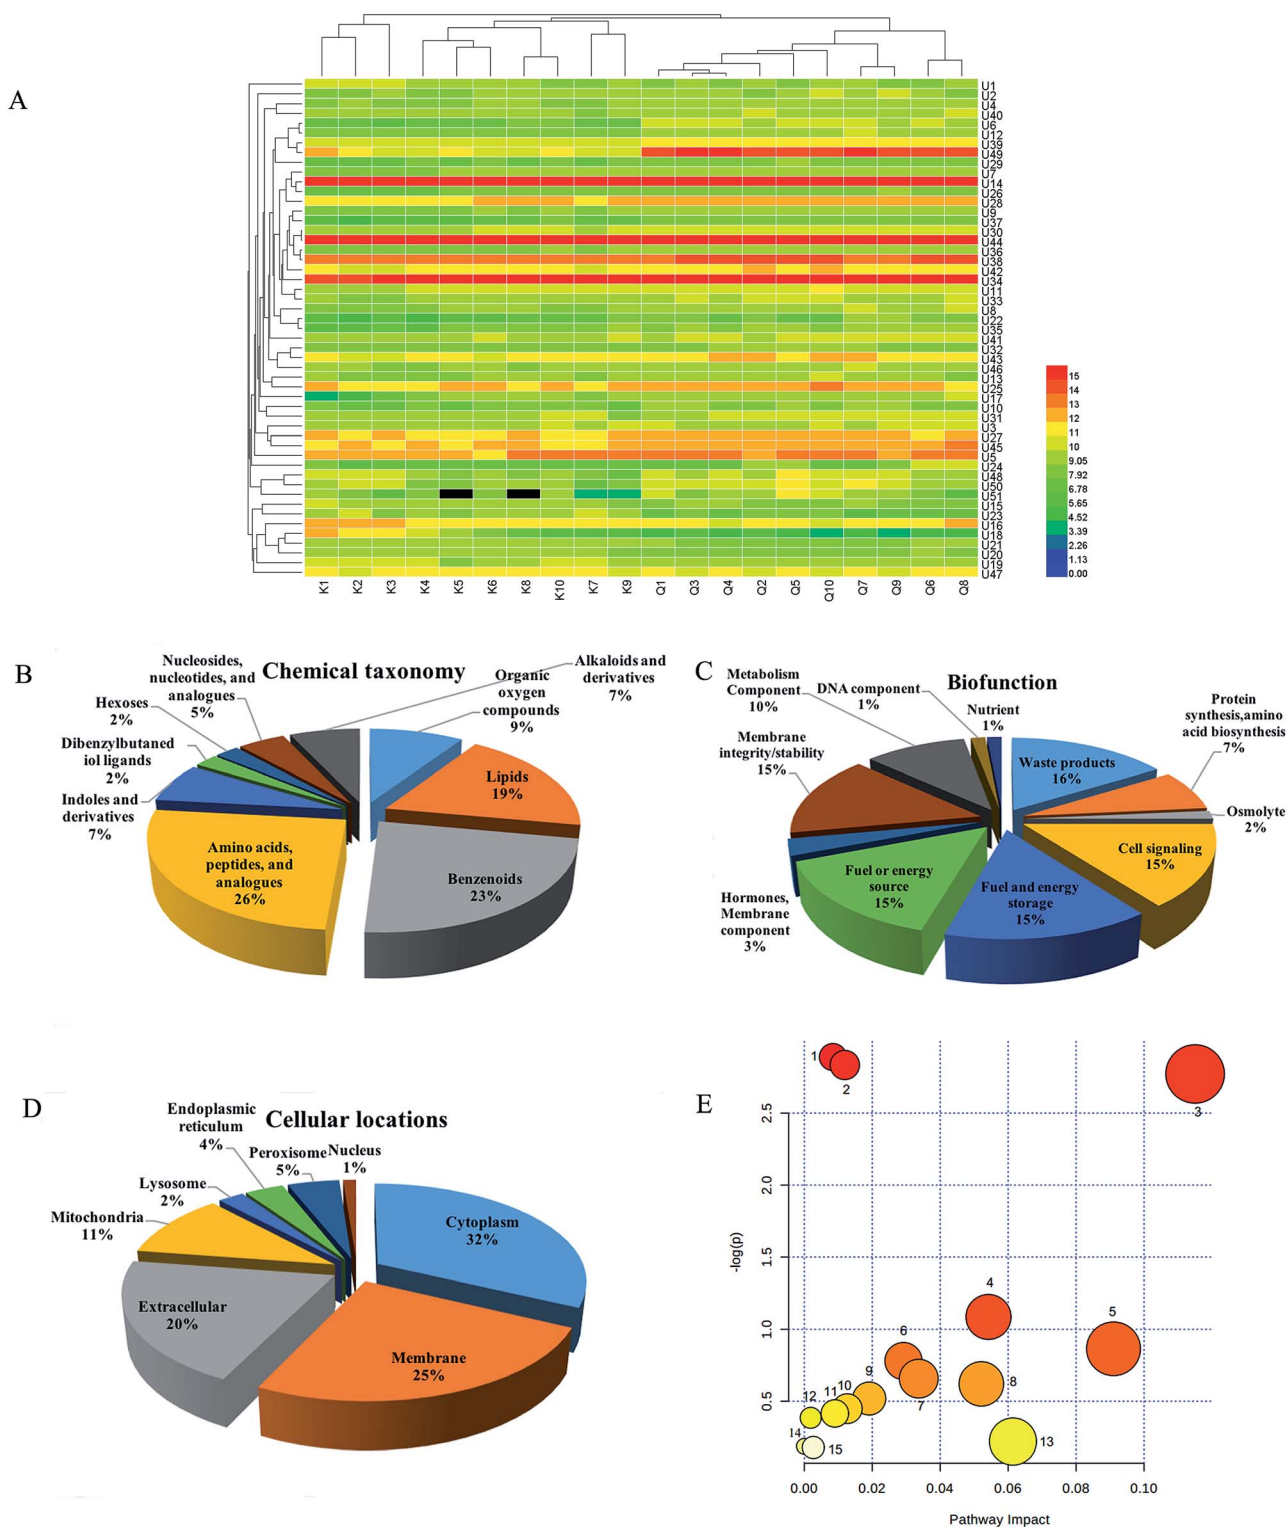 A
U1
U2
U4
U40
U6
U12
U39
U49
U29
U7
U14
U26
U28
U9
U37
U30
U44
U36
U38
U42
U34
U11
U33
U8
U22
U35
U41
U32
U43
U46
U13
U25
U17
U10
U31
U3
U27
U45
U5
U24
U48
U50
U51
U15
U23
U16
U18
U21
U20
U19
U47
K1 K2 K3 K4 K5 K6 K8 K10 K7 K9 Q1 Q3 Q4 Q2 Q5 Q10 Q7 Q9 Q6 Q8
15
14
13
12
11
10
9.05
7.92
6.78
5.65
4.52
3.39
2.26
1.13
0.00
B
Chemical taxonomy
Nucleosides,
nucleotides, and
analogues
5%
Alkaloids and
derivatives
7%
Organic
oxygen
compounds
9%
Hexoses
2%
Dibenzylbutaned
iol ligands
2%
Indoles and
derivatives
7%
Lipids
19%
Amino acids,
peptides, and
analogues
26%
Benzenoids
23%
C
Biofunction
Metabolism
Component
10%
DNA component
1%
Nutrient
1%
Protein
synthesis,amino
acid biosynthesis
7%
Membrane
integrity/stability
15%
Waste products
16%
Osmolyte
2%
Cell signaling
15%
Fuel or energy
source
15%
Fuel and energy
storage
15%
Hormones,
Membrane
component
3%
D
Cellular locations
Endoplasmic
reticulum
4%
Peroxisome
5%
Nucleus
1%
Lysosome
2%
Mitochondria
11%
Cytoplasm
32%
Extracellular
20%
Membrane
25%
E
1
2
3
4
5
6
7
8
9
10
11
12
13
14
15
-log(p)
2.5
2.0
1.5
1.0
0.5
0.00 0.02 0.04 0.06 0.08 0.10
Pathway Impact